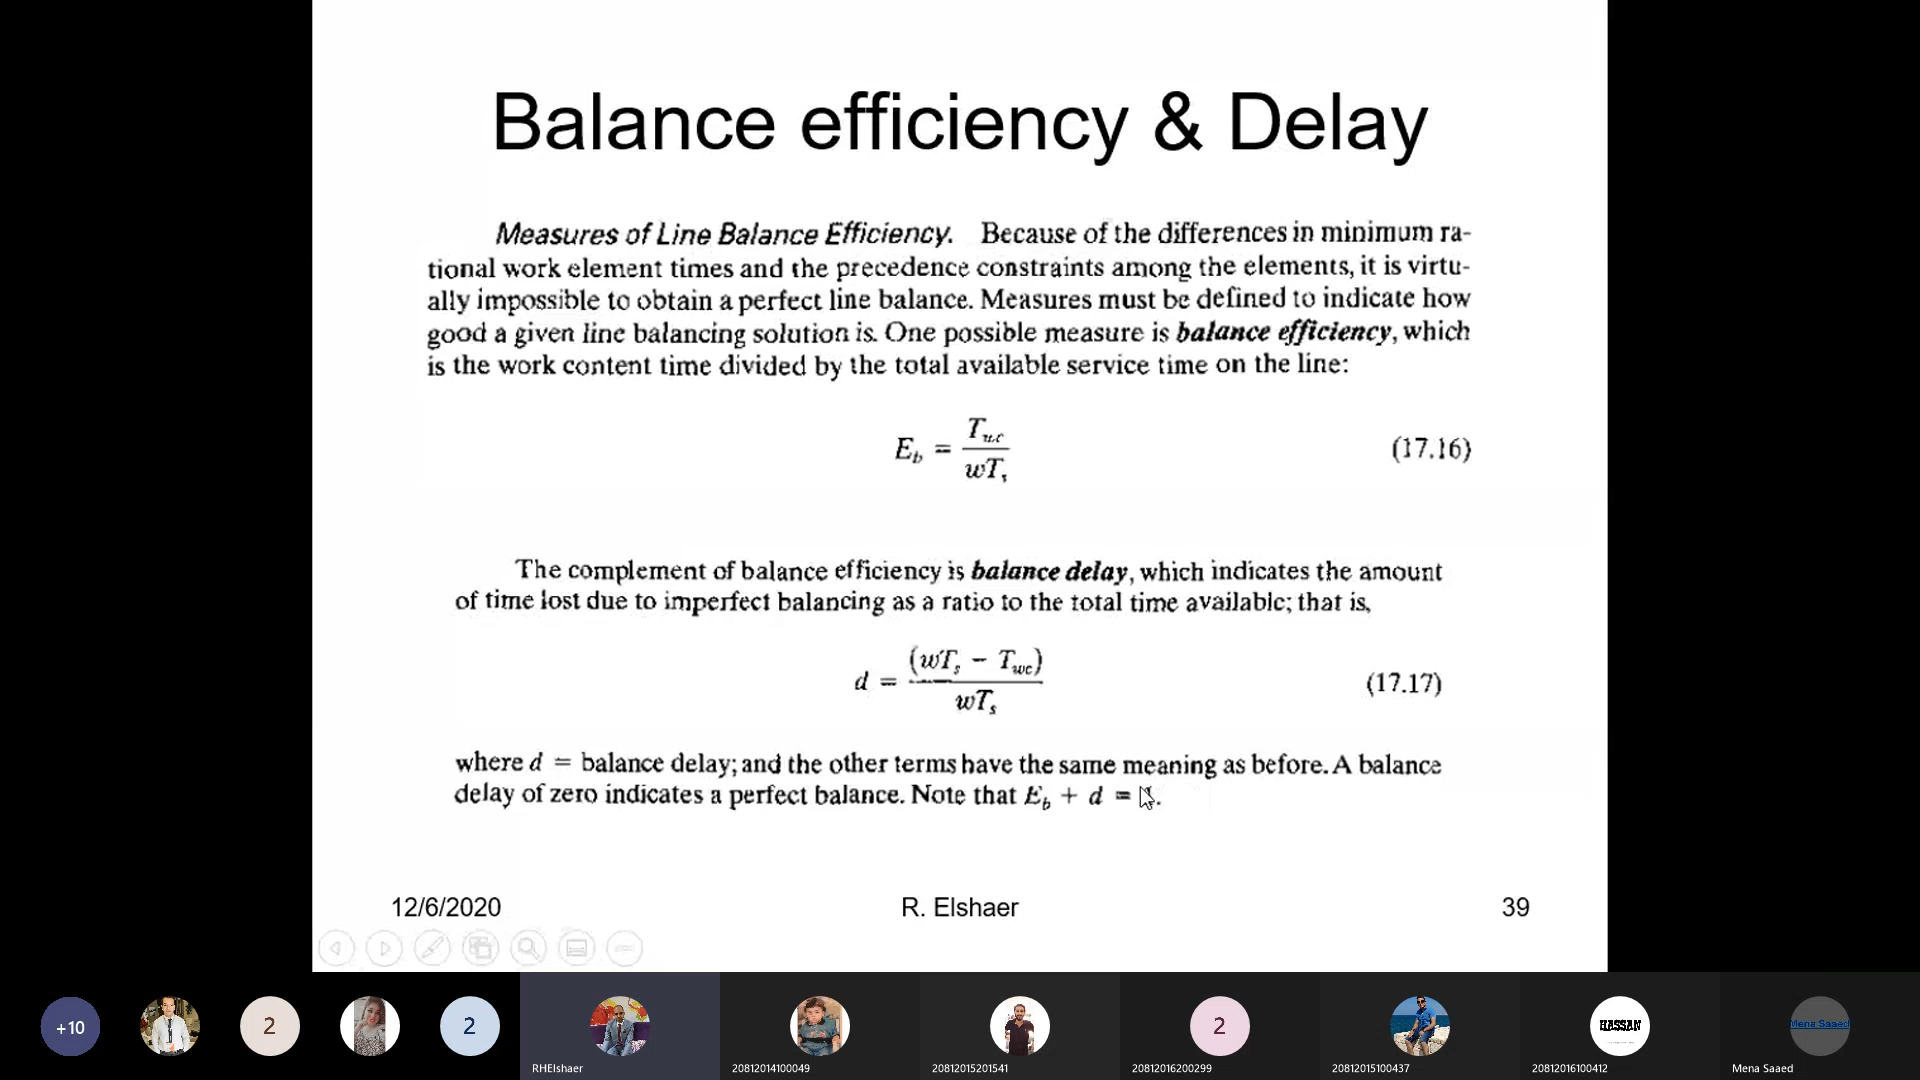 Balance efficiency & Delay
Measures of Line Balance Efficiency. Because of the differences in minimum ra-
tional work element times and the precedence constraints among the elements, it is virtu-
ally impossible to obtain a perfect line balance. Measures must be defined to indicate how
good a given line balancing solution is. One possible measure is balance efficiency, which
is the work content time divided by the total available service time on the line:
E_b = T_wc / wT_s (17.16)
The complement of balance efficiency is balance delay, which indicates the amount
of time lost due to imperfect balancing as a ratio to the total time available; that is,
d = (wT_s − T_wc) / wT_s (17.17)
where d = balance delay; and the other terms have the same meaning as before. A balance
delay of zero indicates a perfect balance. Note that E_b + d =
12/6/2020 R. Elshaer 39
+10 2 2 HASSAN Mena Saaed
2
RHElshaer 20812014100049 20812015201541 20812016200299 20812015100437 20812016100412 Mena Saaed